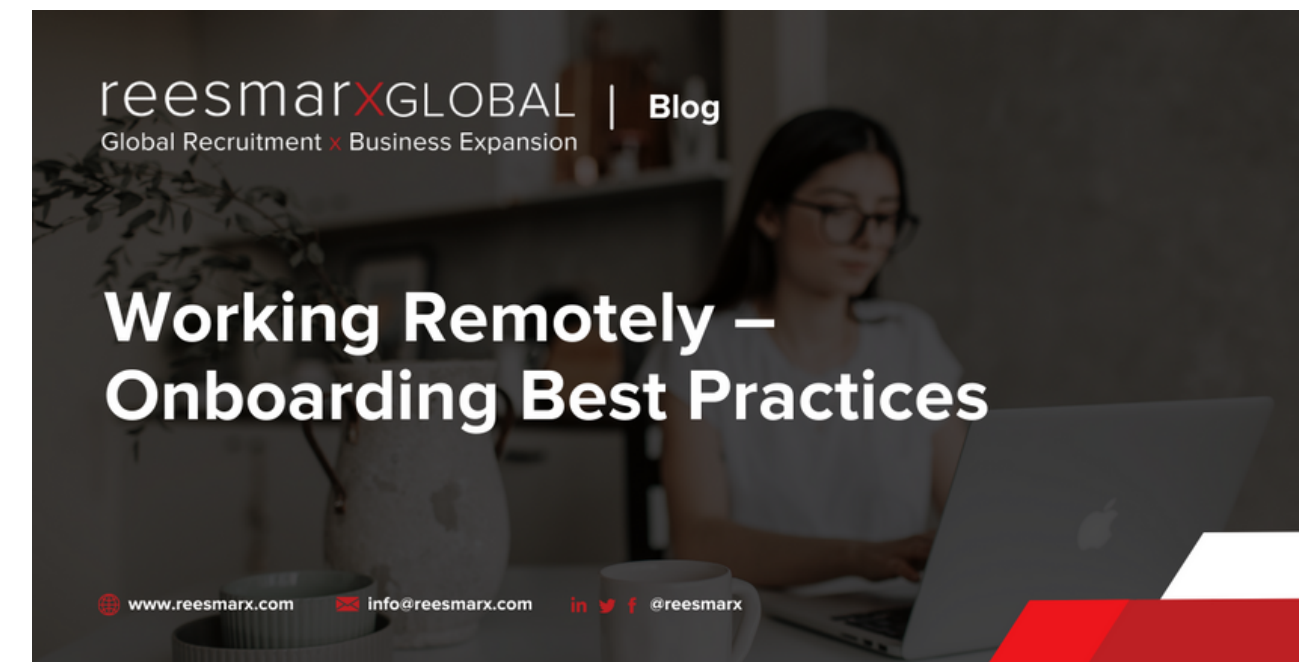 reesmarxGLOBAL | Blog
Global Recruitment x Business Expansion
Working Remotely –
Onboarding Best Practices
www.reesmarx.com info@reesmarx.com in f @reesmarx